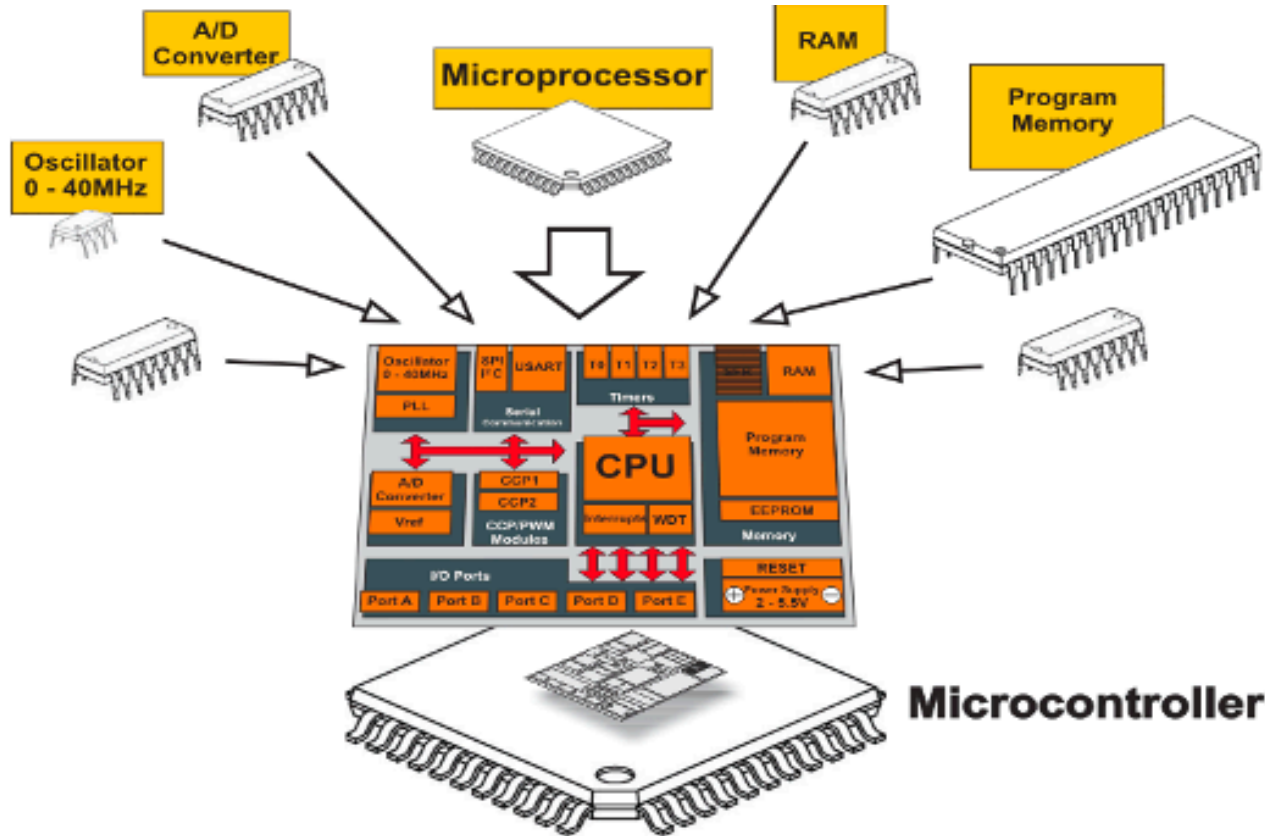 A/D
Converter
Microprocessor
RAM
Program
Memory
Oscillator
0 - 40MHz
Oscillator
0 - 40MHz
PLL
SPI
I²C
USART
Serial
Communication
T0 T1 T2 T3
Timers
RAM
Program
Memory
EEPROM
Memory
A/D
Converter
Vref
CCP1
CCP2
CCP/PWM
Modules
CPU
Interrupts
WDT
I/O Ports
Port A
Port B
Port C
Port D
Port E
RESET
+ Power Supply -
2 - 5.5V
Microcontroller